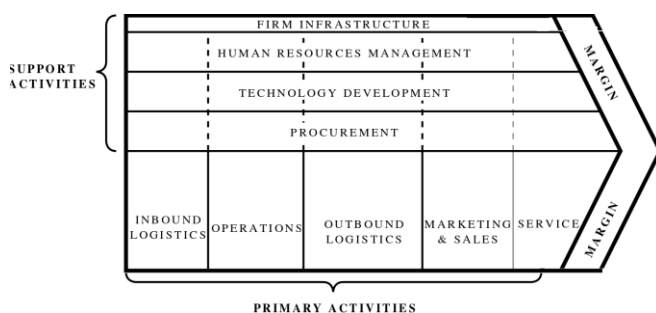 FIRM INFRASTRUCTURE
HUMAN RESOURCES MANAGEMENT
SUPPORT
ACTIVITIES
TECHNOLOGY DEVELOPMENT
PROCUREMENT
MARGIN
INBOUND
LOGISTICS
OPERATIONS
OUTBOUND
LOGISTICS
MARKETING
& SALES
SERVICE
MARGIN
PRIMARY ACTIVITIES